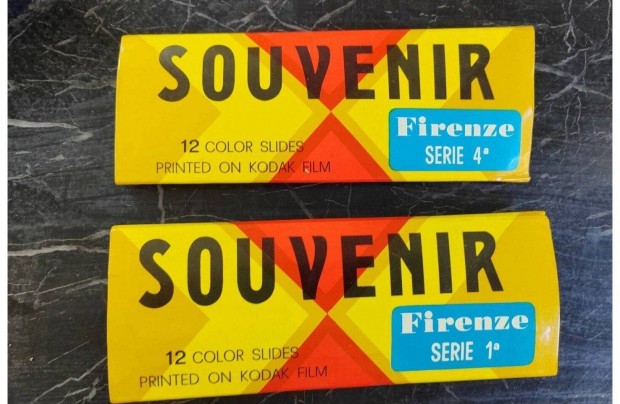 SOUVENIR
Firenze
SERIE 4ª
12 COLOR SLIDES
PRINTED ON KODAK FILM
SOUVENIR
Firenze
SERIE 1ª
12 COLOR SLIDES
PRINTED ON KODAK FILM